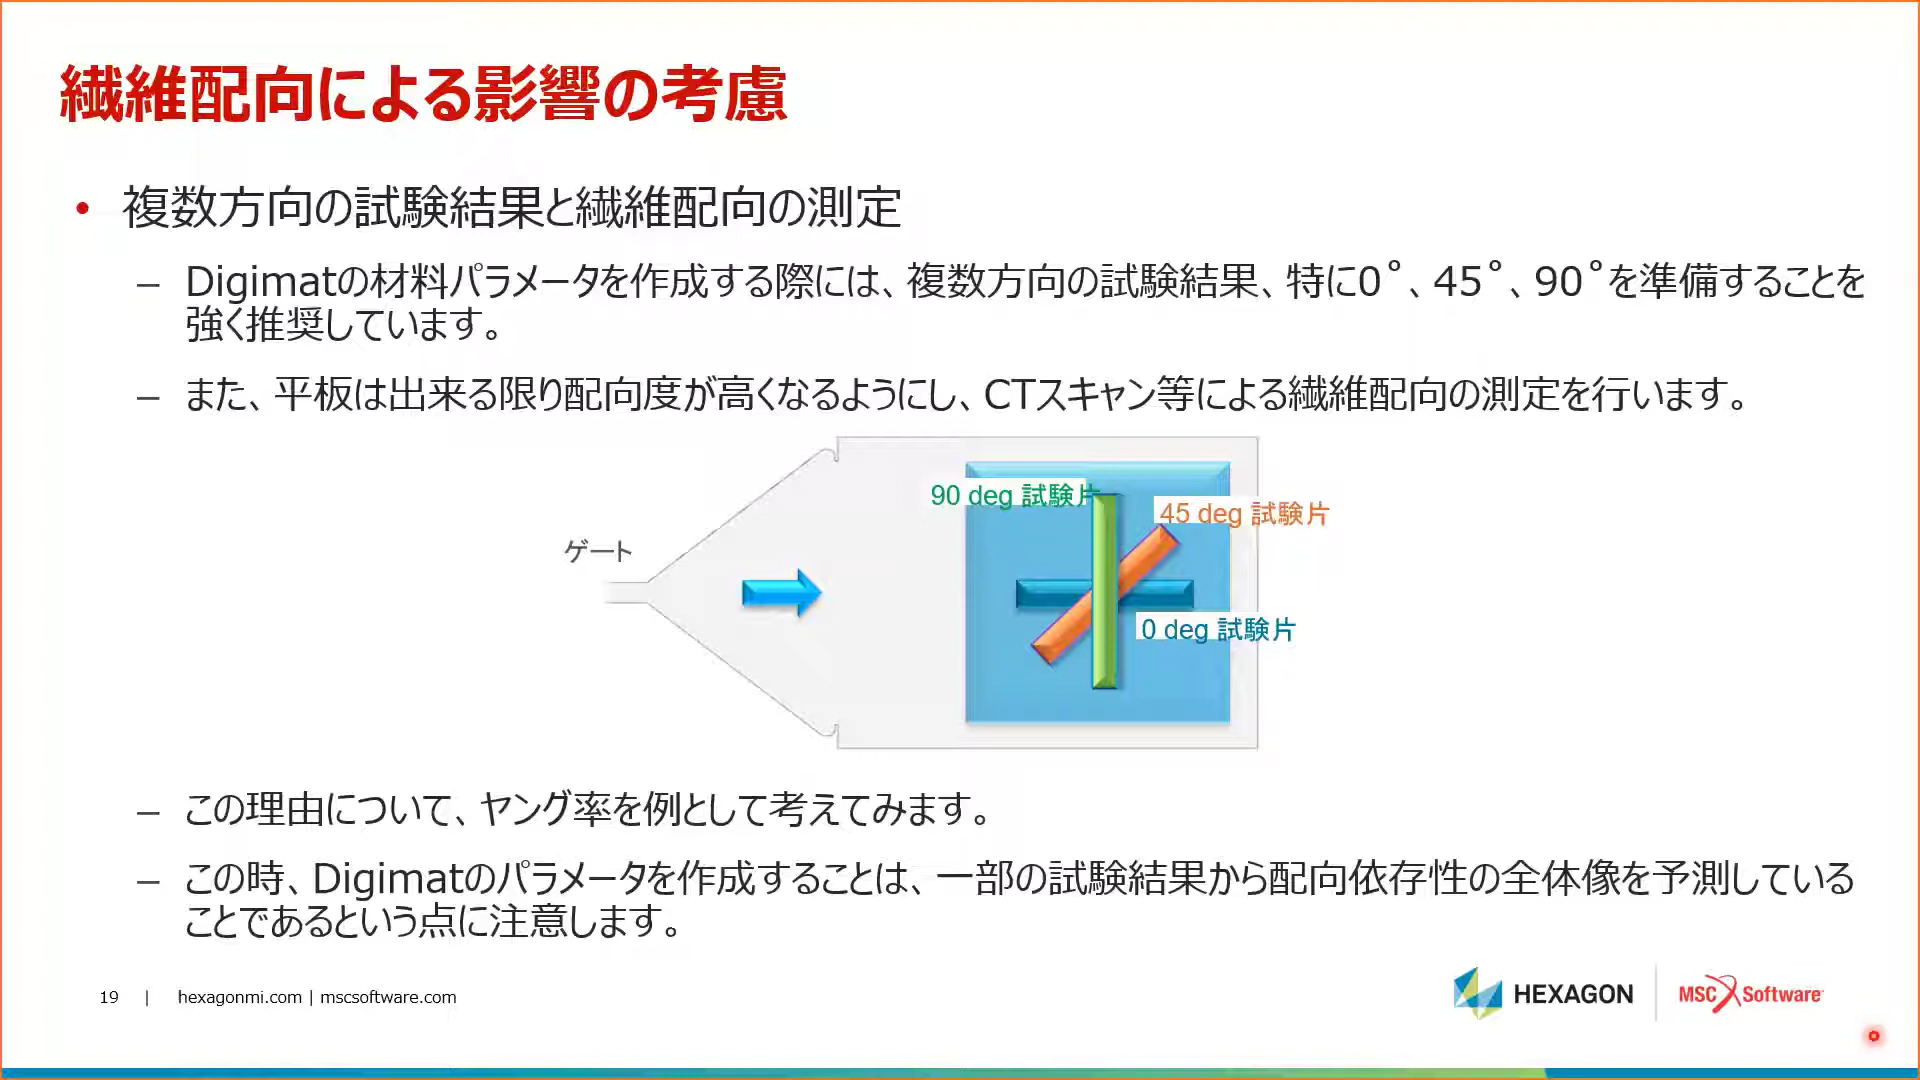 繊維配向による影響の考慮
• 複数方向の試験結果と繊維配向の測定
– Digimatの材料パラメータを作成する際には、複数方向の試験結果、特に0˚、45˚、90˚を準備することを
強く推奨しています。
– また、平板は出来る限り配向度が高くなるようにし、CTスキャン等による繊維配向の測定を行います。
90 deg 試験片
45 deg 試験片
ゲート
0 deg 試験片
– この理由について、ヤング率を例として考えてみます。
– この時、Digimatのパラメータを作成することは、一部の試験結果から配向依存性の全体像を予測している
ことであるという点に注意します。
19 | hexagonmi.com | mscsoftware.com
HEXAGON
MSC Software